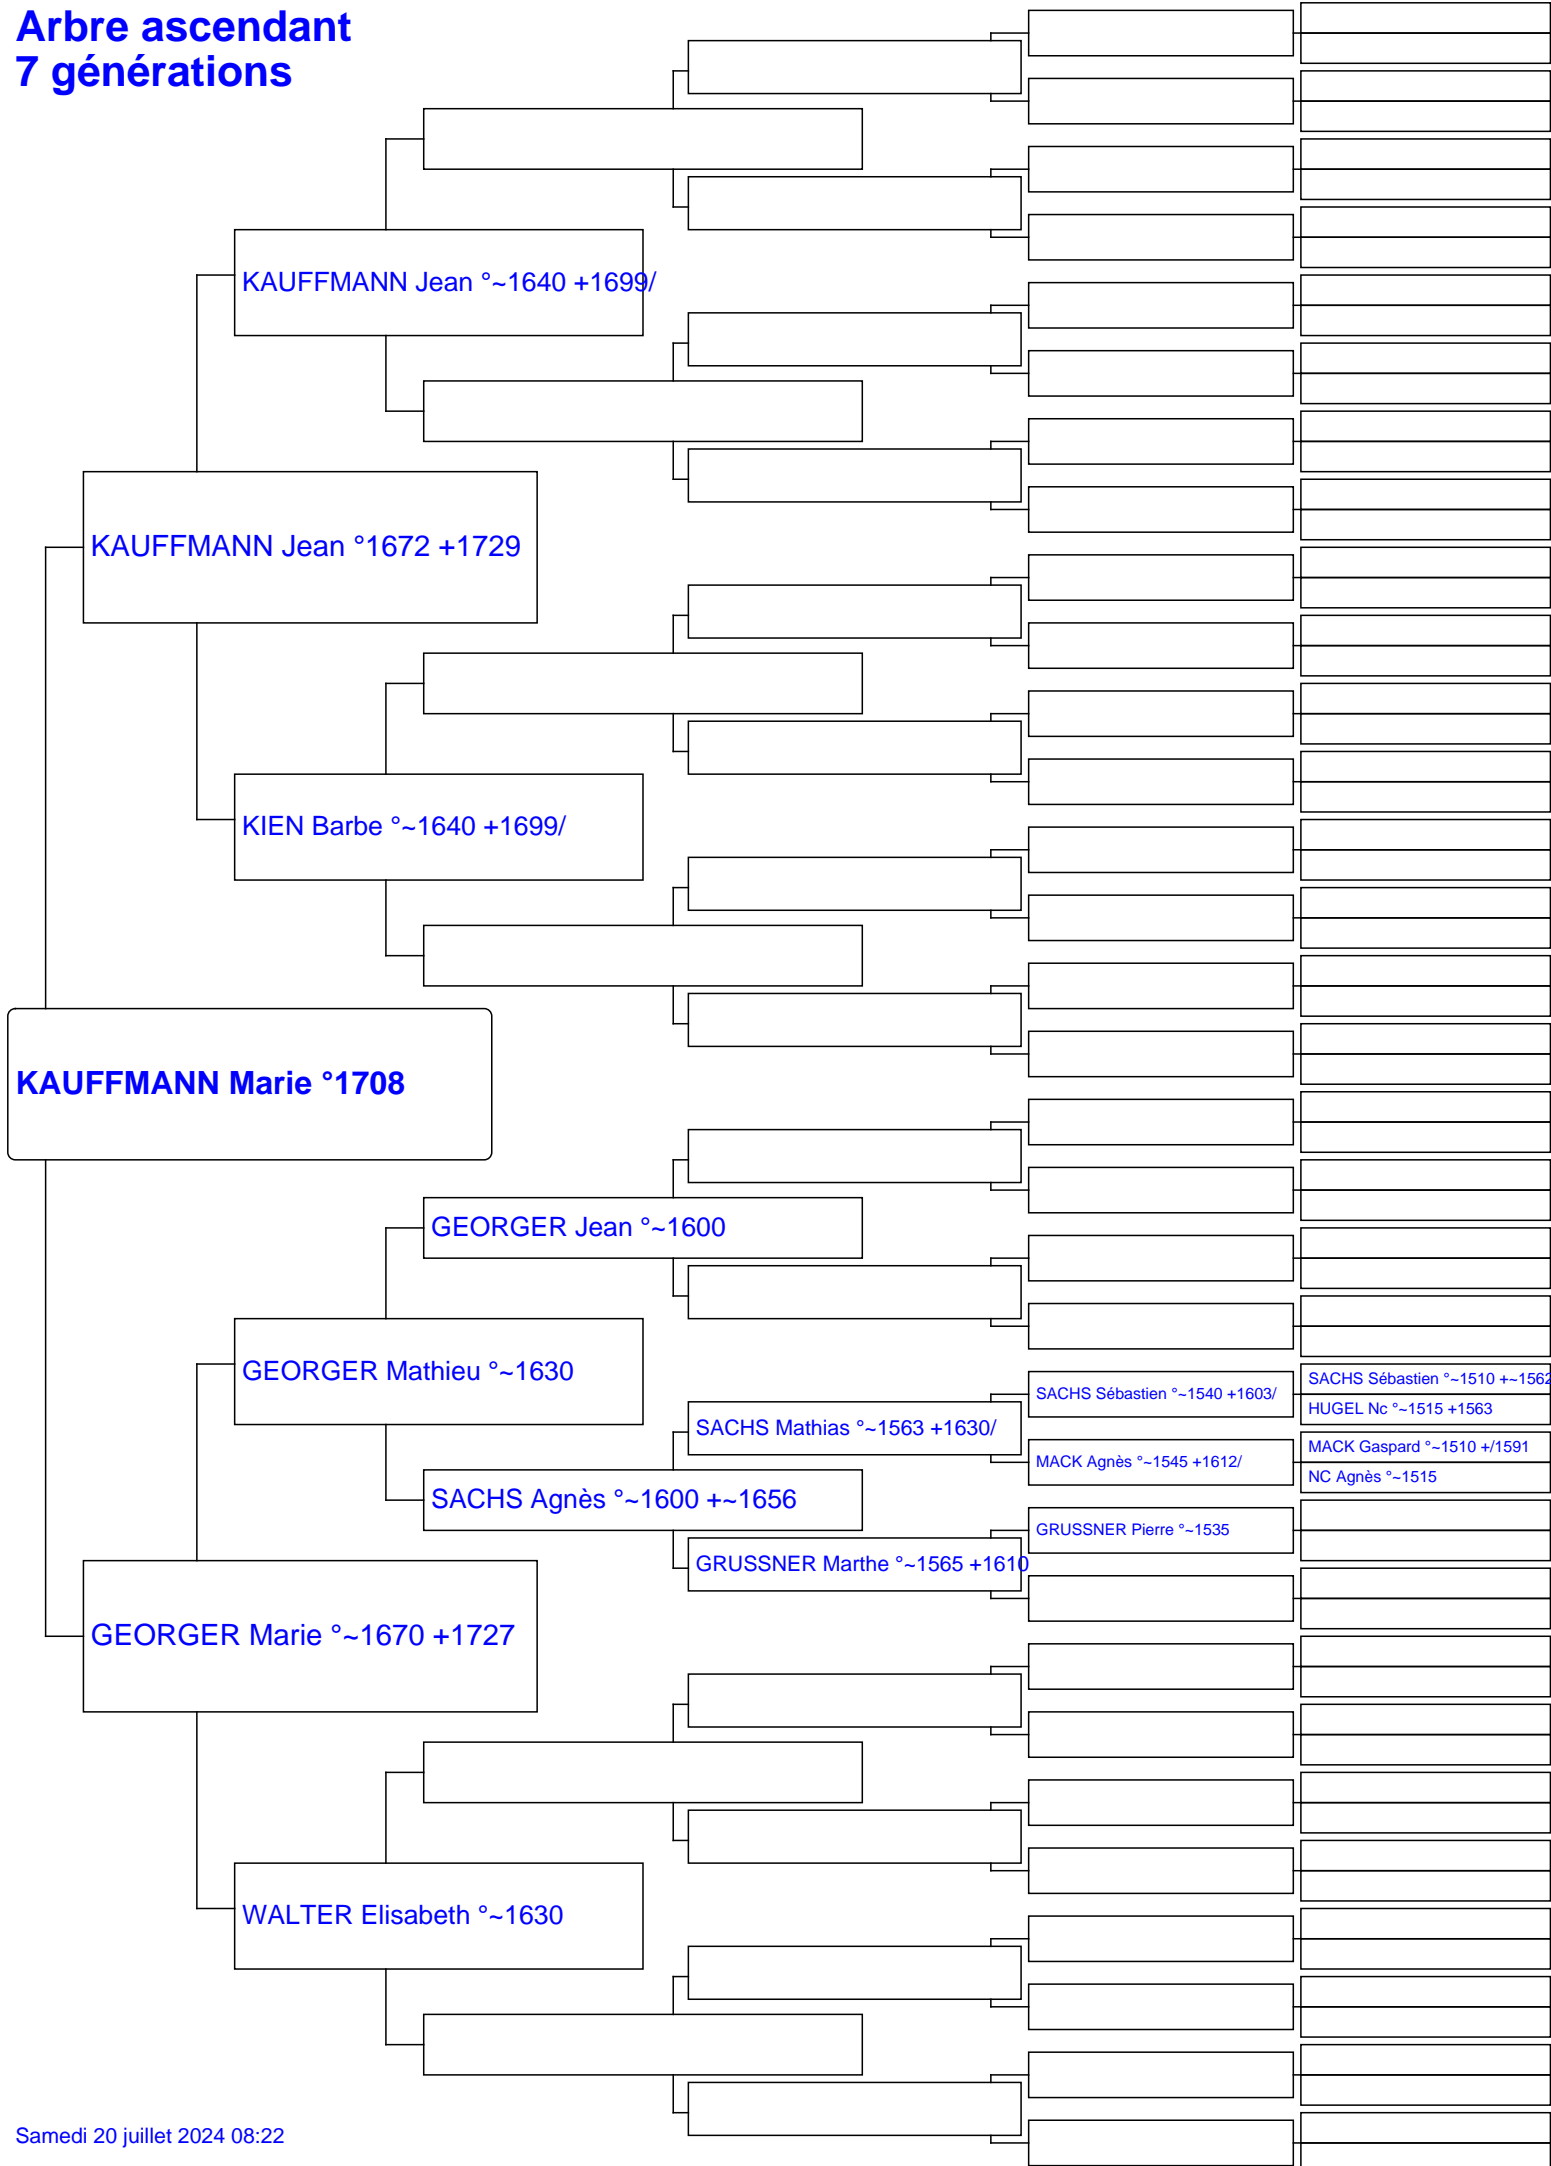 Arbre ascendant
7 générations
KAUFFMANN Jean °~1640 +1699/
KAUFFMANN Jean °1672 +1729
KIEN Barbe °~1640 +1699/
KAUFFMANN Marie °1708
GEORGER Jean °~1600
GEORGER Mathieu °~1630
SACHS Sébastien °~1510 +~1562
SACHS Sébastien °~1540 +1603/
HUGEL Nc °~1515 +1563
SACHS Mathias °~1563 +1630/
MACK Gaspard °~1510 +/1591
MACK Agnès °~1545 +1612/
NC Agnès °~1515
SACHS Agnès °~1600 +~1656
GRUSSNER Pierre °~1535
GRUSSNER Marthe °~1565 +1610
GEORGER Marie °~1670 +1727
WALTER Elisabeth °~1630
Samedi 20 juillet 2024 08:22